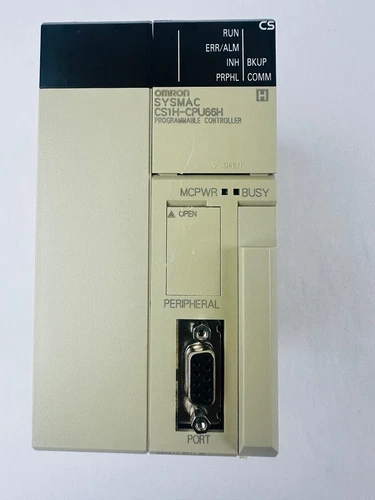 CS
RUN
ERR/ALM
INH BKUP
PRPHL COMM
OMRON
H
SYSMAC
CS1H-CPU66H
PROGRAMMABLE CONTROLLER
MCPWR BUSY
▲ OPEN
PERIPHERAL
PORT